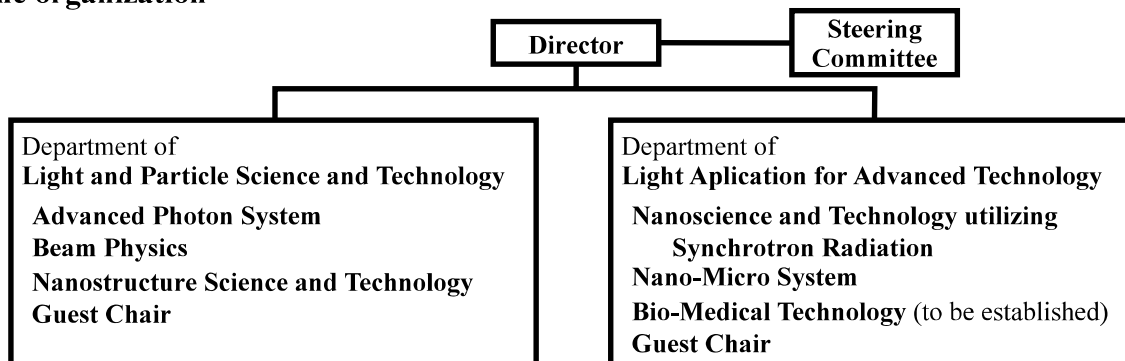 Director
Steering
Committee
Department of
Light and Particle Science and Technology
Advanced Photon System
Beam Physics
Nanostructure Science and Technology
Guest Chair
Department of
Light Aplication for Advanced Technology
Nanoscience and Technology utilizing
Synchrotron Radiation
Nano-Micro System
Bio-Medical Technology (to be established)
Guest Chair